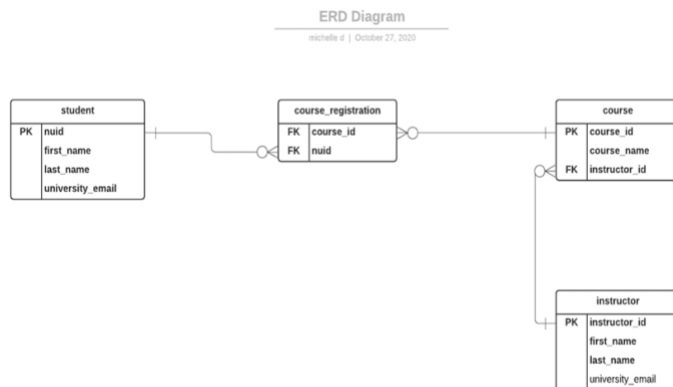 ERD Diagram
michelle d | October 27, 2020
student
PK nuid
first_name
last_name
university_email
course_registration
FK course_id
FK nuid
course
PK course_id
course_name
FK instructor_id
instructor
PK instructor_id
first_name
last_name
university_email